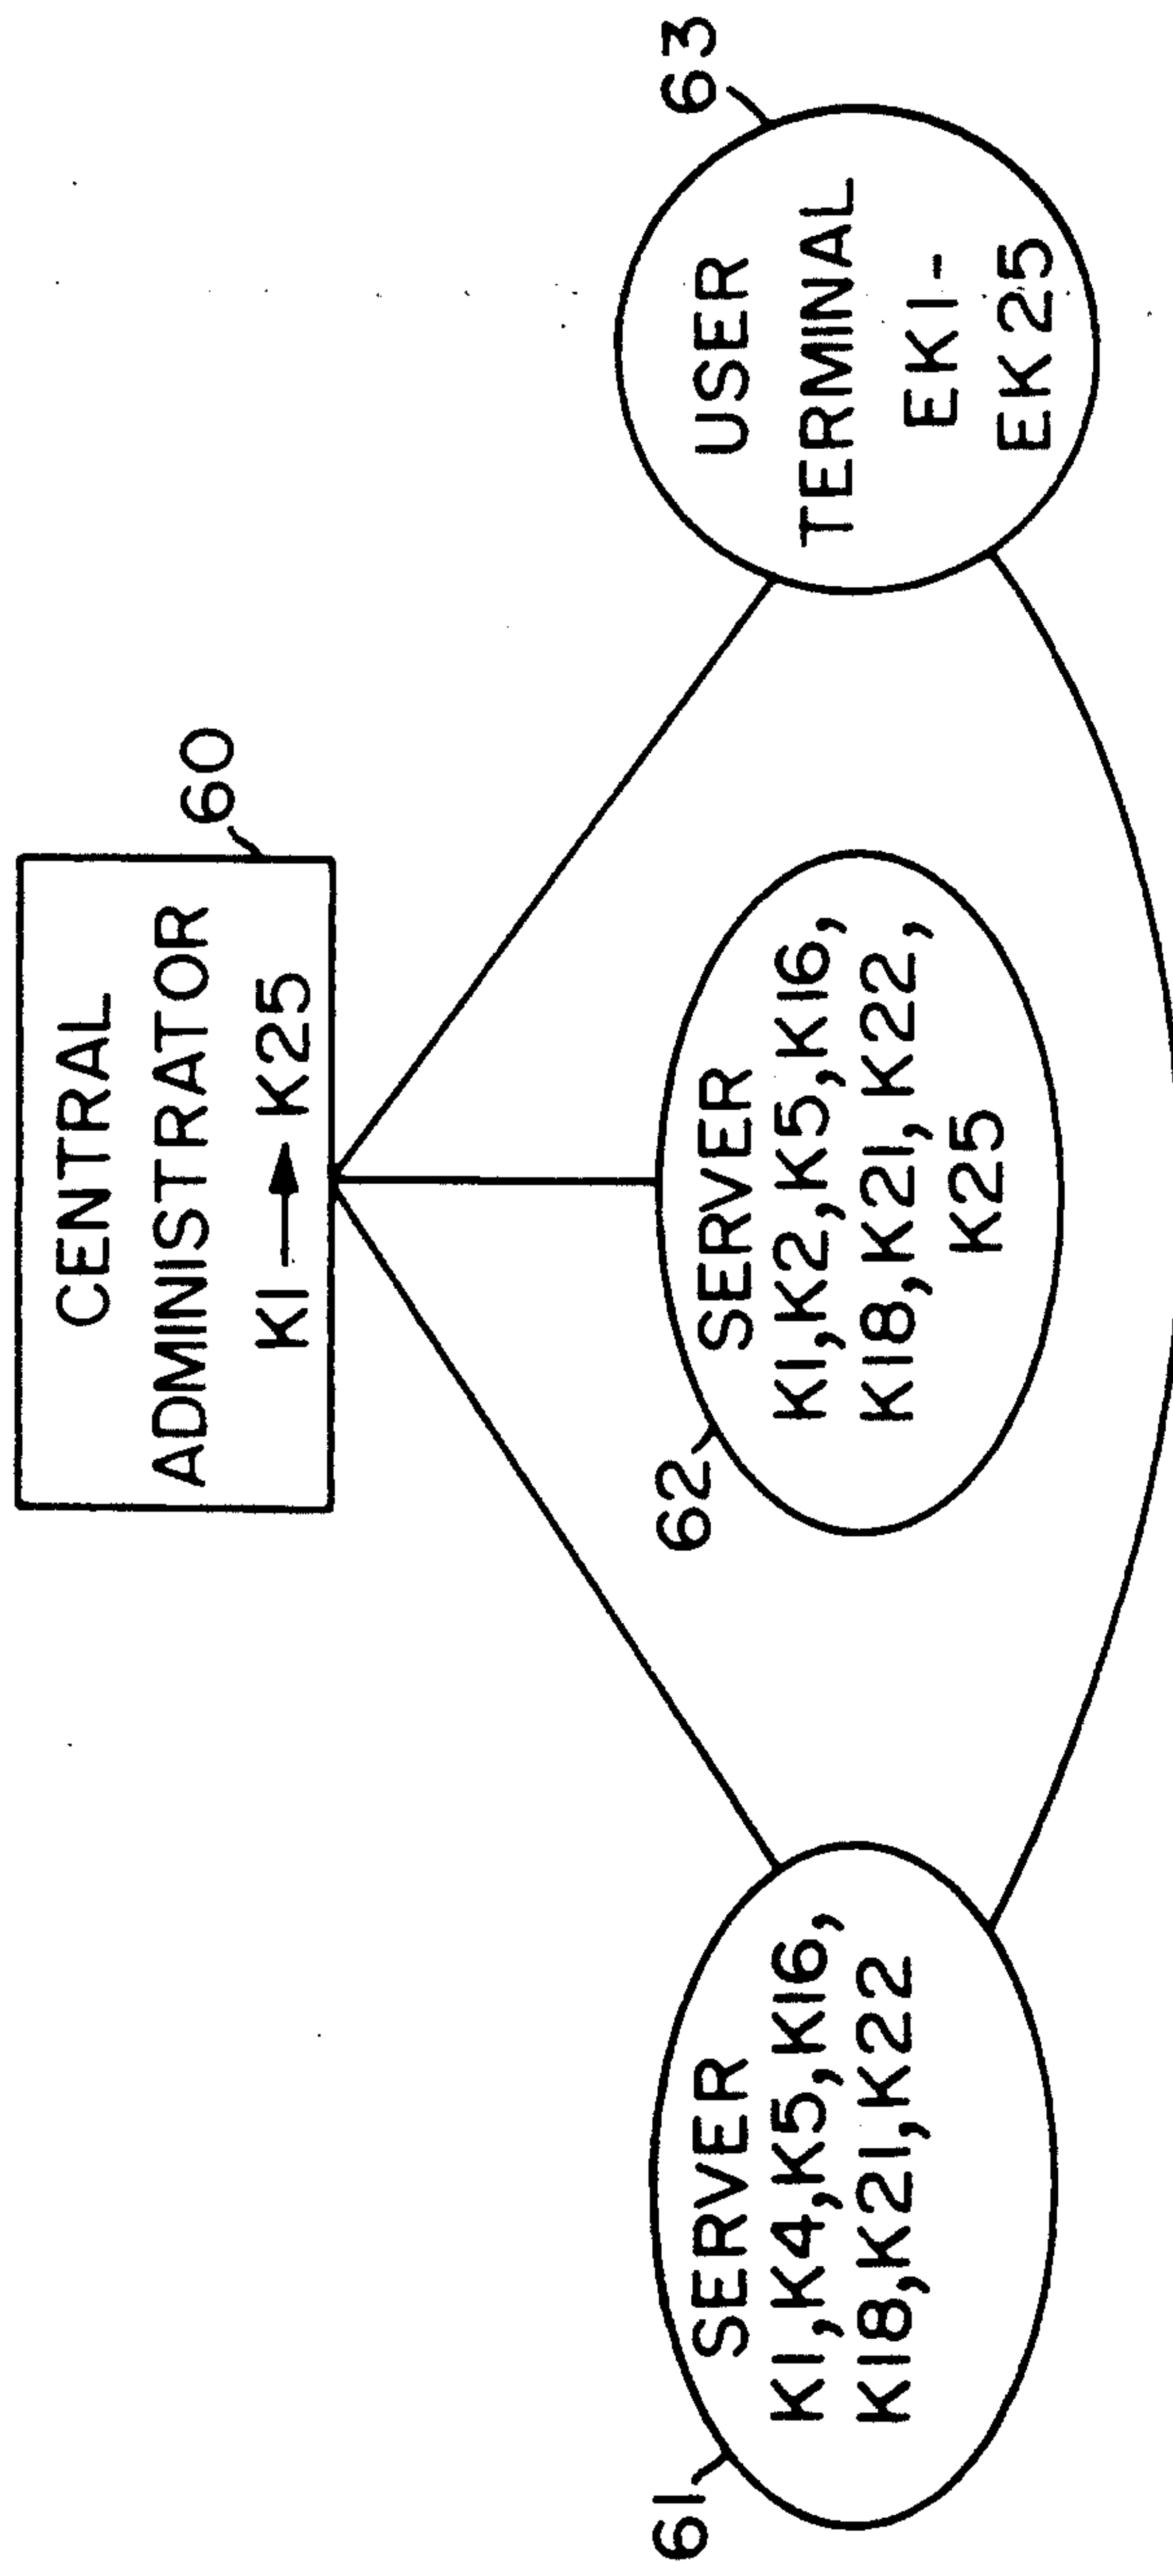 CENTRAL
ADMINISTRATOR
K1 → K25
60
61
SERVER
K1,K4,K5,K16,
K18,K21,K22
62
SERVER
K1,K2,K5,K16,
K18,K21,K22,
K25
63
USER
TERMINAL
EK1-
EK25